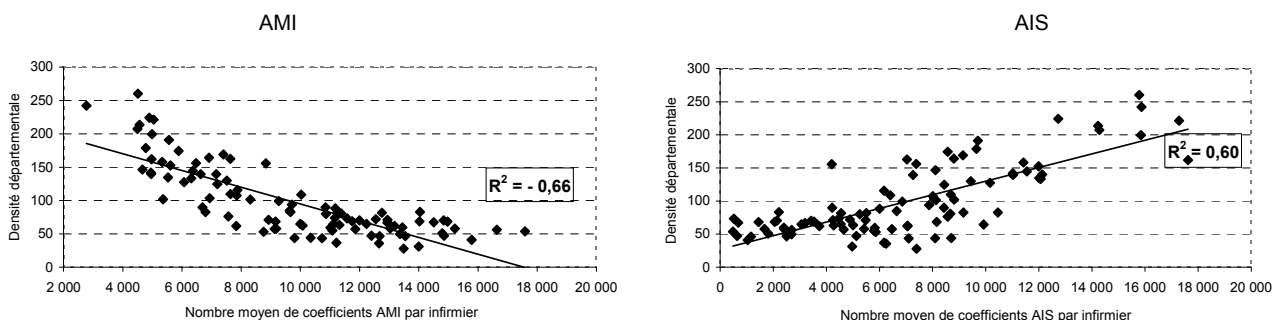 AMI
Densité départementale
300
250
200
150
100
50
0
2 000 4 000 6 000 8 000 10 000 12 000 14 000 16 000 18 000 20 000
Nombre moyen de coefficients AMI par infirmier
R² = - 0,66
AIS
Densité départementale
300
250
200
150
100
50
0
0 2 000 4 000 6 000 8 000 10 000 12 000 14 000 16 000 18 000 20 000
Nombre moyen de coefficients AIS par infirmier
R² = 0,60